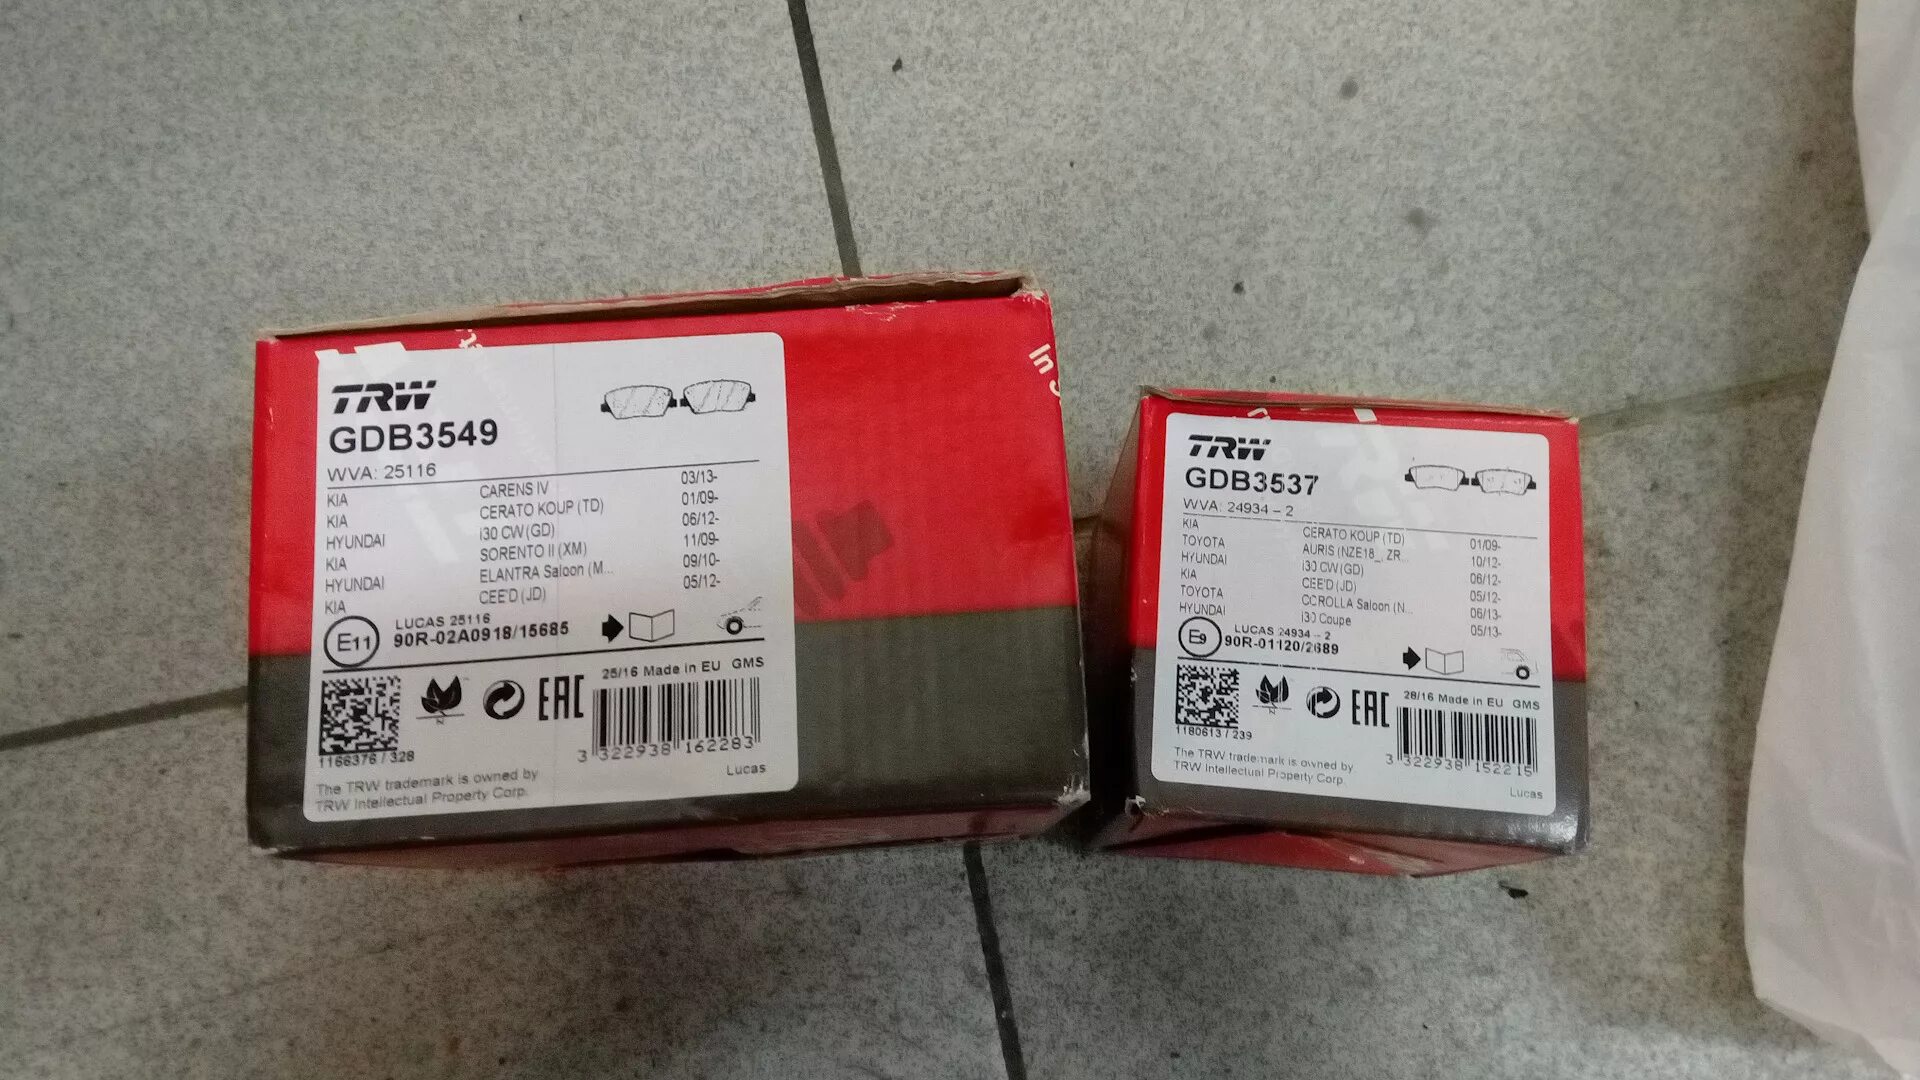 TRW
GDB3549
WVA: 25116
KIA CARENS IV 03/13-
KIA CERATO KOUP (TD) 01/09-
HYUNDAI i30 CW (GD) 06/12-
KIA SORENTO II (XM) 11/09-
HYUNDAI ELANTRA Saloon (M... 09/10-
KIA CEE'D (JD) 05/12-
E11
LUCAS 25116
90R-02A0918/15685
25/16 Made in EU GMS
EAC
1166376 / 328
3 322938 162283
Lucas
The TRW trademark is owned by
TRW Intellectual Property Corp.
In
TRW
GDB3537
WVA: 24934 - 2
KIA CERATO KOUP (TD) 01/09-
TOYOTA AURIS (NZE18_, ZR... 10/12-
HYUNDAI i30 CW (GD) 06/12-
KIA CEE'D (JD) 05/12-
TOYOTA COROLLA Saloon (N... 06/13-
HYUNDAI i30 Coupe 05/13-
E9
LUCAS 24934 - 2
90R-01120/2689
28/16 Made in EU GMS
EAC
1180613 / 239
3 322938 152215
The TRW trademark is owned by
TRW Intellectual Property Corp.
Lucas